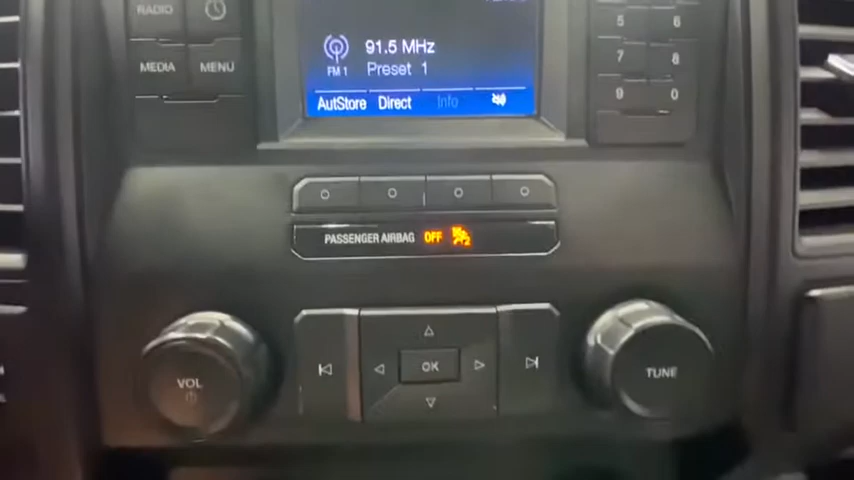 RADIO
91.5 MHz
FM 1
Preset 1
MEDIA
MENU
AutStore
Direct
Info
5
6
7
8
9
0
PASSENGER AIRBAG OFF
2
OK
VOL
TUNE